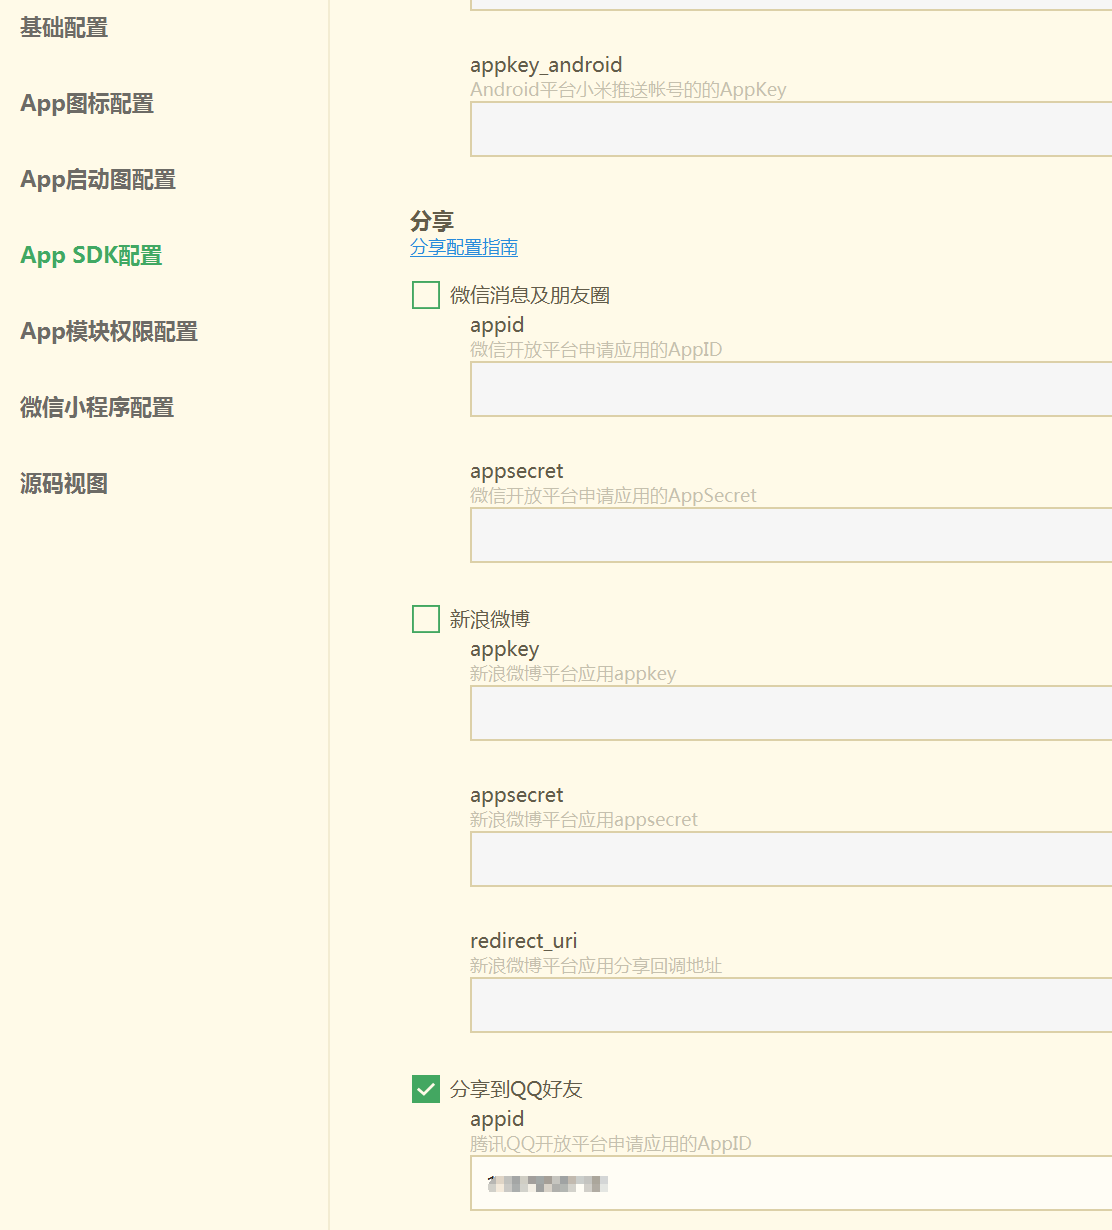 基础配置
App图标配置
App启动图配置
App SDK配置
App模块权限配置
微信小程序配置
源码视图
appkey_android
Android平台小米推送帐号的的AppKey
分享
分享配置指南
微信消息及朋友圈
appid
微信开放平台申请应用的AppID
appsecret
微信开放平台申请应用的AppSecret
新浪微博
appkey
新浪微博平台应用appkey
appsecret
新浪微博平台应用appsecret
redirect_uri
新浪微博平台应用分享回调地址
分享到QQ好友
appid
腾讯QQ开放平台申请应用的AppID